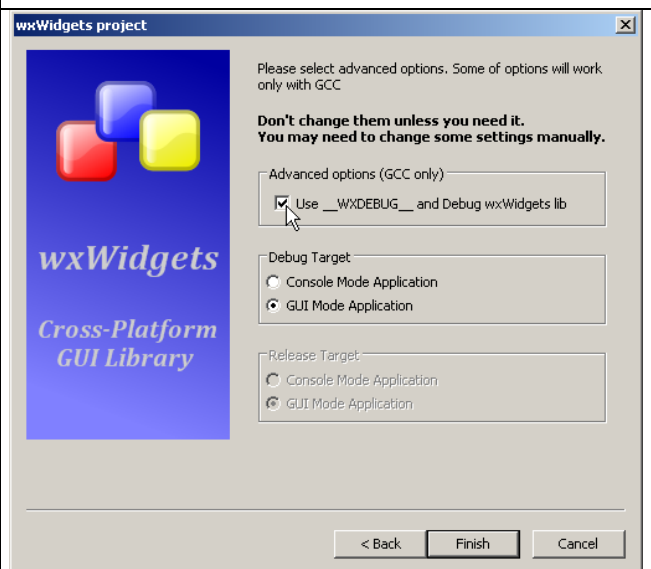 wxWidgets project
Please select advanced options. Some of options will work
only with GCC
Don't change them unless you need it.
You may need to change some settings manually.
Advanced options (GCC only)
Use __WXDEBUG__ and Debug wxWidgets lib
wxWidgets
Cross-Platform
GUI Library
Debug Target
Console Mode Application
GUI Mode Application
Release Target
Console Mode Application
GUI Mode Application
< Back
Finish
Cancel